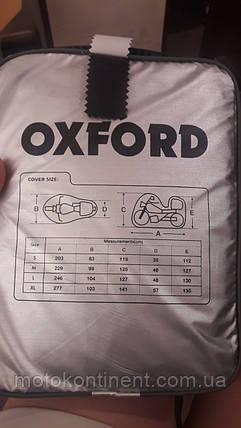 OXFORD
COVER SIZE:
B D C E
A
Size Measurements(cm)
A B C D E
S 203 83 119 35 112
M 229 99 125 46 127
L 246 104 127 48 130
XL 277 103 141 57 135
motokontinent.com.ua